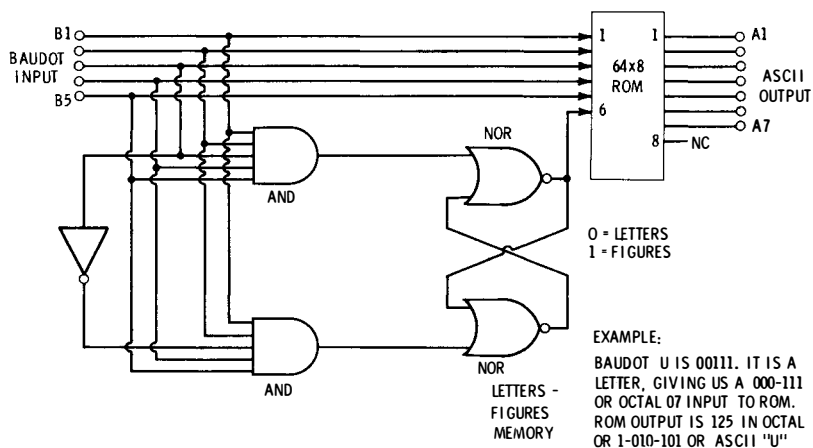 B1
BAUDOT
INPUT
B5
1
6
64x8
ROM
1
8
NC
A1
ASCII
OUTPUT
A7
AND
NOR
0 = LETTERS
1 = FIGURES
AND
NOR
LETTERS -
FIGURES
MEMORY
EXAMPLE:
BAUDOT U IS 00111. IT IS A
LETTER, GIVING US A 000-111
OR OCTAL 07 INPUT TO ROM.
ROM OUTPUT IS 125 IN OCTAL
OR 1-010-101 OR ASCII "U"